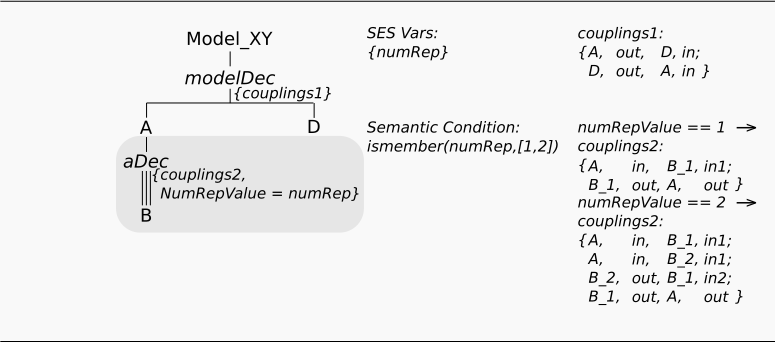 Model_XY
modelDec
{couplings1}
A
D
aDec
{couplings2,
NumRepValue = numRep}
B
SES Vars:
{numRep}
Semantic Condition:
ismember(numRep,[1,2])
couplings1:
{A, out, D, in;
D, out, A, in }
numRepValue == 1 →
couplings2:
{A, in, B_1, in1;
B_1, out, A, out }
numRepValue == 2 →
couplings2:
{A, in, B_1, in1;
A, in, B_2, in1;
B_2, out, B_1, in2;
B_1, out, A, out }